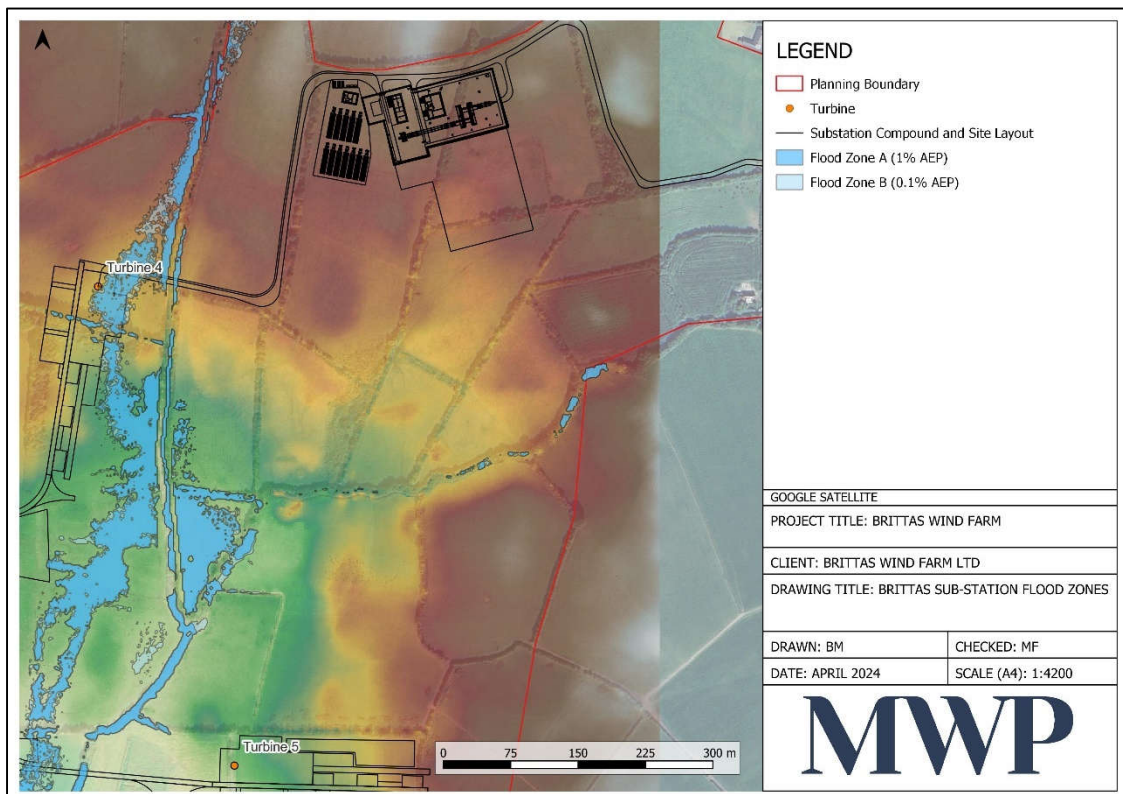 LEGEND
Planning Boundary
Turbine
Substation Compound and Site Layout
Flood Zone A (1% AEP)
Flood Zone B (0.1% AEP)
Turbine 4
Turbine 5
0 75 150 225 300 m
GOOGLE SATELLITE
PROJECT TITLE: BRITTAS WIND FARM
CLIENT: BRITTAS WIND FARM LTD
DRAWING TITLE: BRITTAS SUB-STATION FLOOD ZONES
DRAWN: BM CHECKED: MF
DATE: APRIL 2024 SCALE (A4): 1:4200
MWP